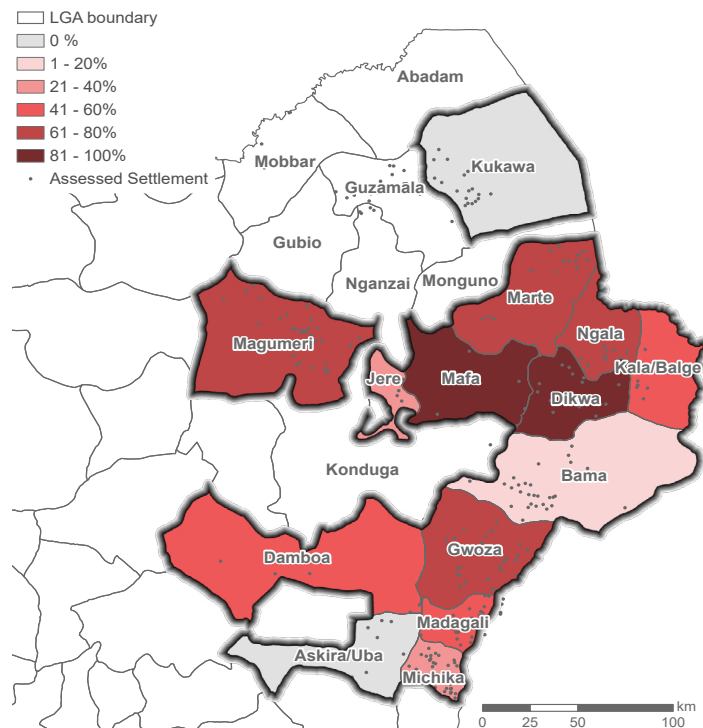 LGA boundary
0 %
1 - 20%
21 - 40%
41 - 60%
61 - 80%
81 - 100%
Assessed Settlement
Abadam
Mobbar
Kukawa
Guzamala
Gubio
Nganzai
Monguno
Marte
Magumeri
Ngala
Kala/Balge
Jere
Mafa
Dikwa
Konduga
Bama
Damboa
Gwoza
Madagali
Askira/Uba
Michika
km
0 25 50 100